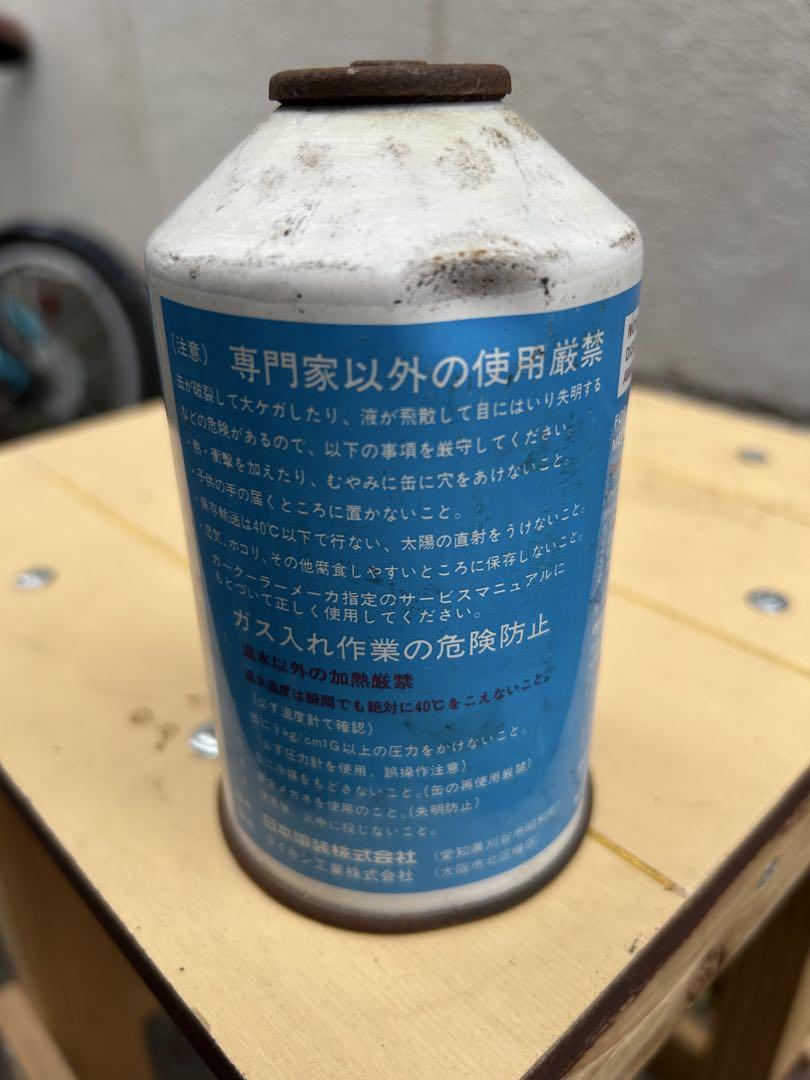 (注意) 専門家以外の使用厳禁
缶が破裂して大ケガしたり、液が飛散して目にはいり失明する
などの危険があるので、以下の事項を厳守してください。
・熱・衝撃を加えたり、むやみに缶に穴をあけないこと。
・子供の手の届くところに置かないこと。
・保存輸送は40℃以下で行ない、太陽の直射をうけないこと。
・湿気、ホコリ、その他腐食しやすいところに保存しないこと。
カークーラーメーカ指定のサービスマニュアルに
もとづいて正しく使用してください。
ガス入れ作業の危険防止
温水以外の加熱厳禁
温水温度は瞬間でも絶対に40℃をこえないこと。
(必ず温度計で確認)
缶に9kg/cm²G以上の圧力をかけないこと。
(必ず圧力計を使用、誤操作注意)
缶に冷媒をもどさないこと。(缶の再使用厳禁)
メガネを使用のこと。(失明防止)
火中に投じないこと。
日本電装株式会社 (愛知県刈谷市昭和町)
ダイキン工業株式会社 (大阪市北区梅田)